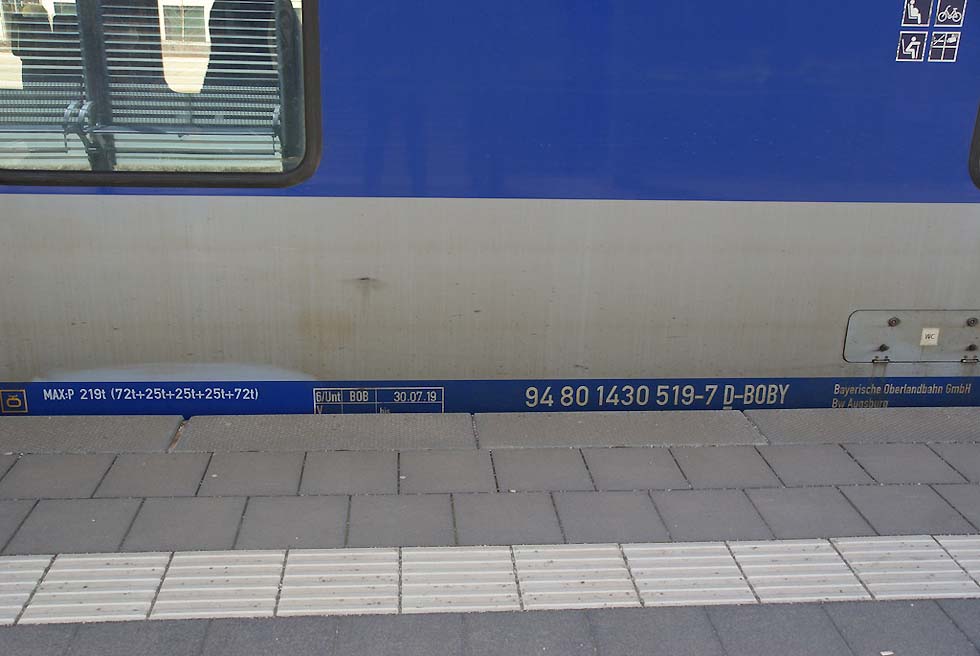 WC
MAX:P 219t (72t+25t+25t+25t+72t)
6/Unt BOB 30.07.19
V bis
94 80 1430 519-7 D-BOBY
Bayerische Oberlandbahn GmbH
Bw Augsburg